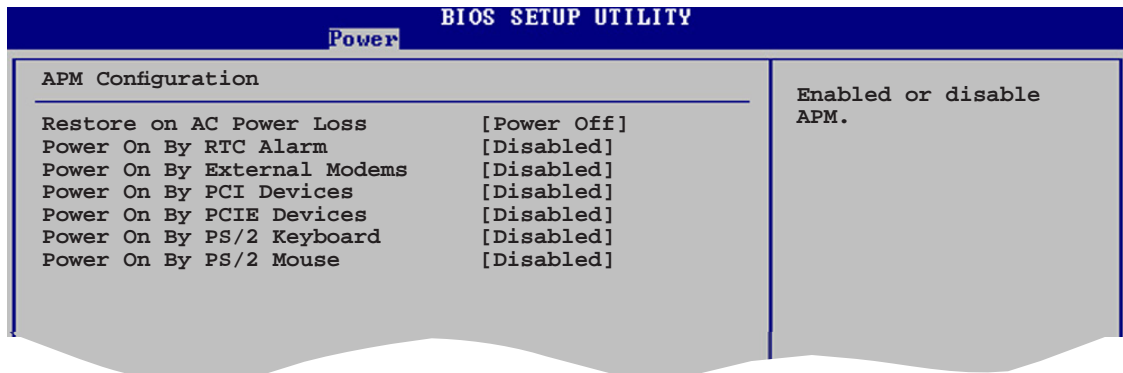 BIOS SETUP UTILITY
Power
APM Configuration
Restore on AC Power Loss [Power Off]
Power On By RTC Alarm [Disabled]
Power On By External Modems [Disabled]
Power On By PCI Devices [Disabled]
Power On By PCIE Devices [Disabled]
Power On By PS/2 Keyboard [Disabled]
Power On By PS/2 Mouse [Disabled]
Enabled or disable
APM.